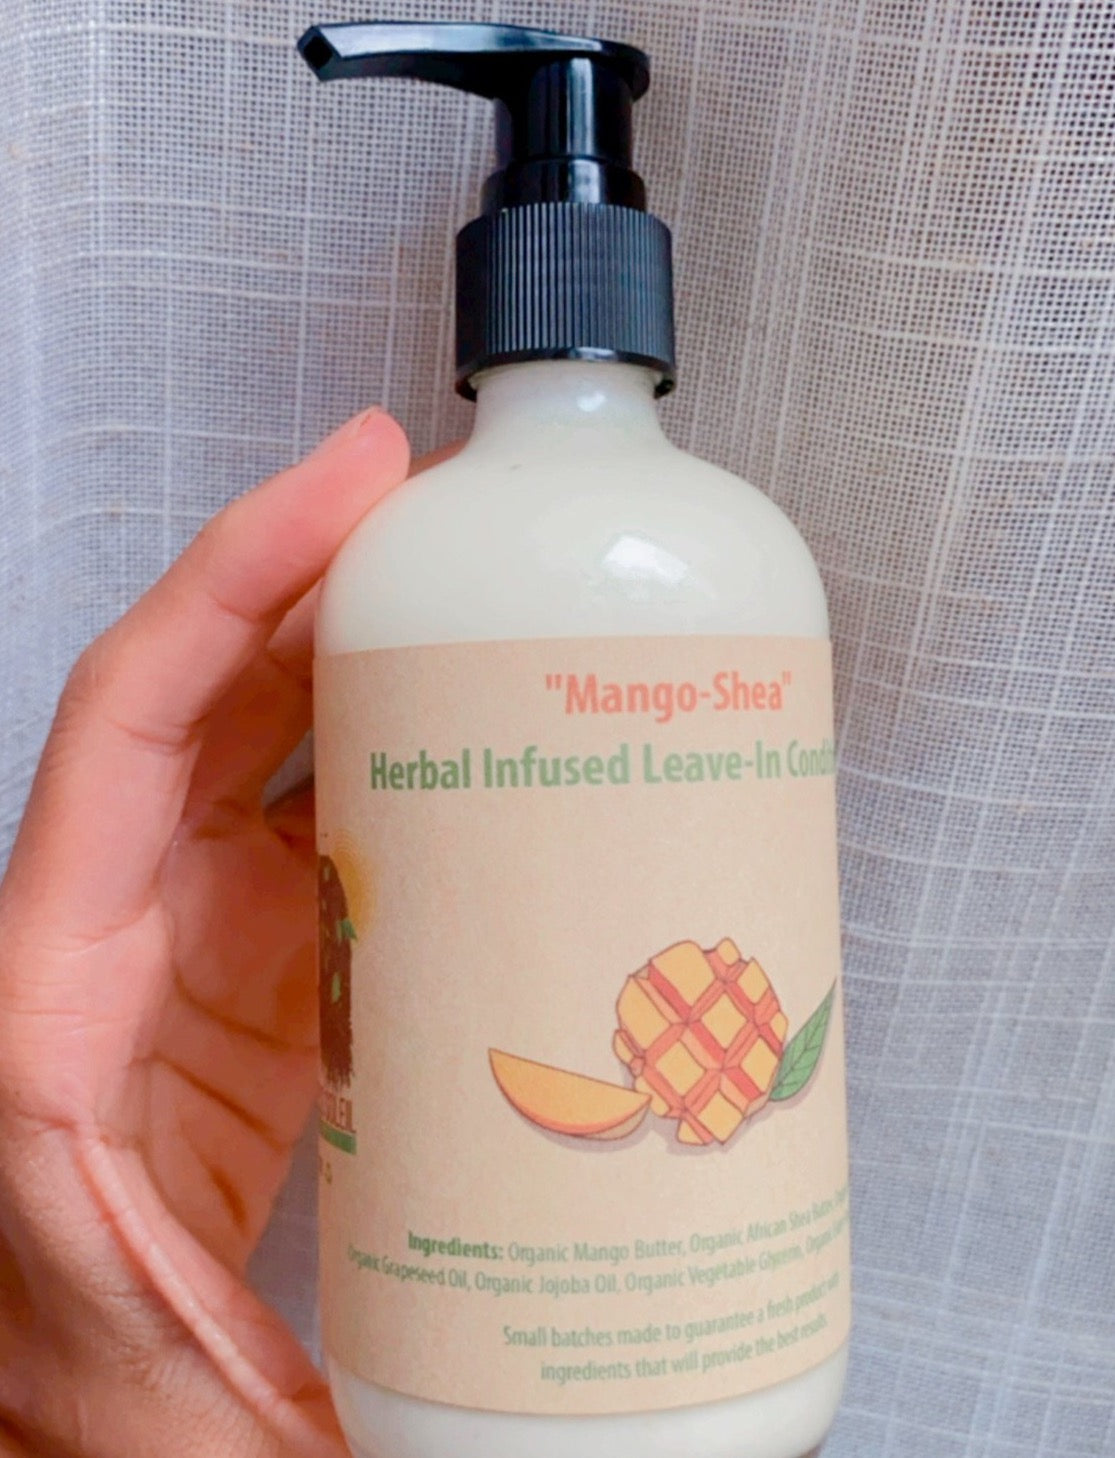 "Mango-Shea"
Herbal Infused Leave-In Condit
OLEIL
Ingredients: Organic Mango Butter, Organic African Shea Butter,
Organic Grapeseed Oil, Organic Jojoba Oil, Organic Vegetable Glycerin, Organic
Small batches made to guarantee a fresh product with
ingredients that will provide the best results.